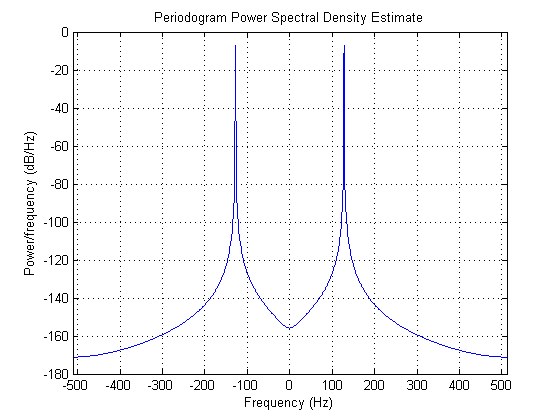 Periodogram Power Spectral Density Estimate
Power/frequency (dB/Hz)
0
-20
-40
-60
-80
-100
-120
-140
-160
-180
-500 -400 -300 -200 -100 0 100 200 300 400 500
Frequency (Hz)